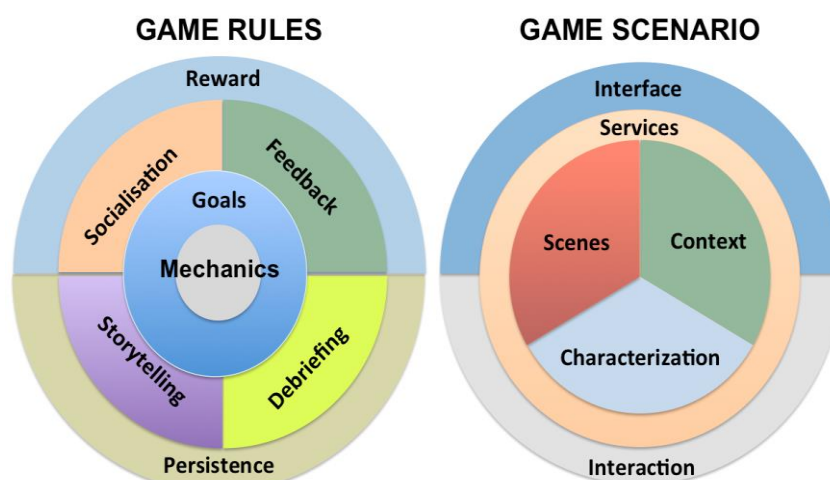 GAME RULES
Reward
Socialisation
Feedback
Goals
Mechanics
Storytelling
Debriefing
Persistence
GAME SCENARIO
Interface
Services
Scenes
Context
Characterization
Interaction